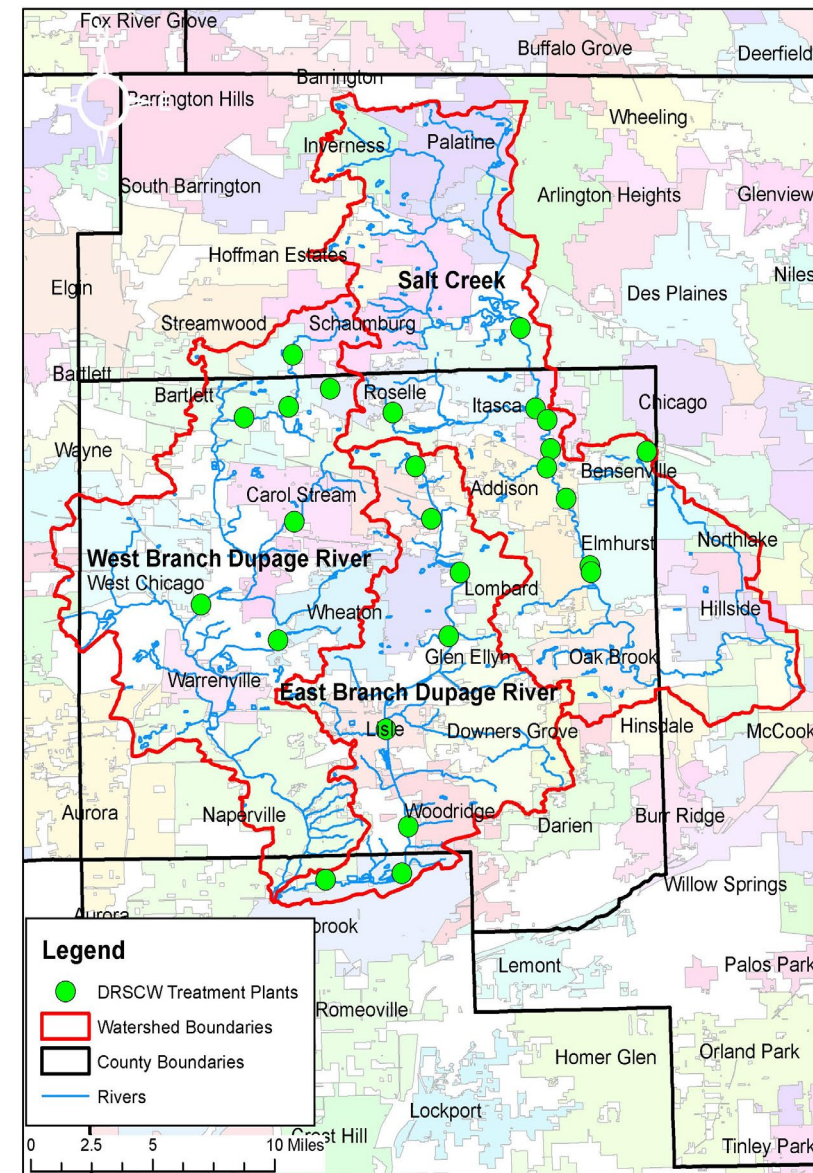 Fox River Grove
Buffalo Grove
Deerfield
Barrington
Barrington Hills
Wheeling
Inverness
Palatine
S
South Barrington
Arlington Heights
Glenview
Hoffman Estates
Niles
Salt Creek
Elgin
Des Plaines
Streamwood
Schaumburg
Bartlett
Bartlett
Roselle
Itasca
Chicago
Wayne
Bensenville
Addison
Carol Stream
Elmhurst
Northlake
West Branch Dupage River
West Chicago
Lombard
Wheaton
Hillside
Glen Ellyn
Oak Brook
Warrenville
East Branch Dupage River
Lisle
Downers Grove
Hinsdale
McCook
Aurora
Naperville
Woodridge
Darien
Burr Ridge
Willow Springs
Aurora
brook
Legend
DRSCW Treatment Plants
Watershed Boundaries
County Boundaries
Rivers
Lemont
Palos Park
Romeoville
Homer Glen
Orland Park
Lockport
Crest Hill
Tinley Park
0 2.5 5 10 Miles